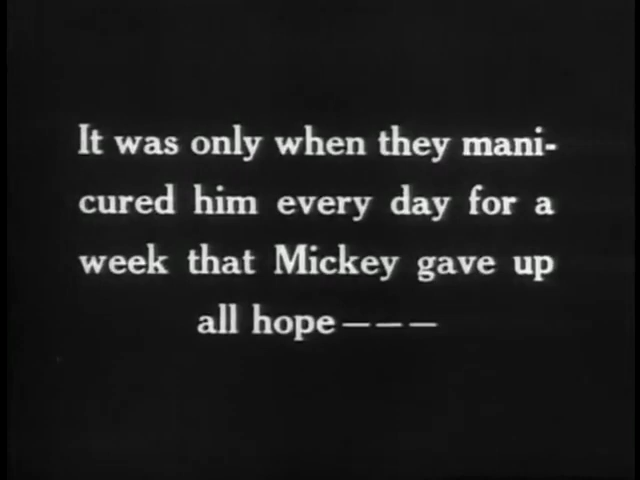 It was only when they mani-
cured him every day for a
week that Mickey gave up
all hope———